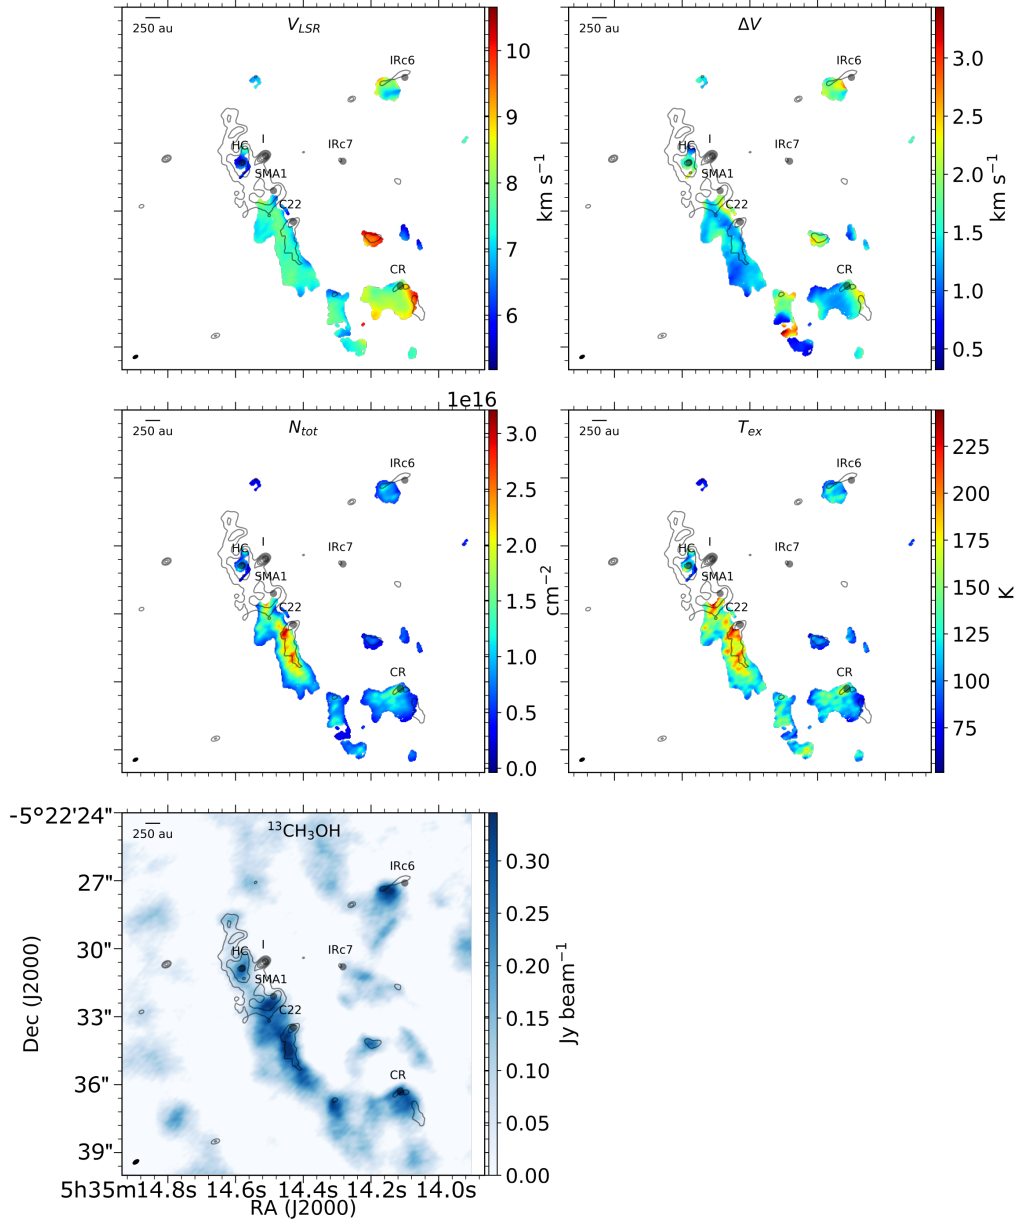 250 au
V_LSR
IRc6
HC
I
IRc7
SMA1
C22
CR
10
9
8
7
6
km s⁻¹
250 au
ΔV
IRc6
HC
I
IRc7
SMA1
C22
CR
3.0
2.5
2.0
1.5
1.0
0.5
km s⁻¹
1e16
250 au
N_tot
IRc6
HC
I
IRc7
SMA1
C22
CR
3.0
2.5
2.0
1.5
1.0
0.5
0.0
cm⁻²
250 au
T_ex
IRc6
HC
I
IRc7
SMA1
C22
CR
225
200
175
150
125
100
75
K
250 au
¹³CH₃OH
IRc6
HC
I
IRc7
SMA1
C22
CR
-5°22'24"
27"
30"
33"
36"
39"
Dec (J2000)
5h35m14.8s 14.6s 14.4s 14.2s 14.0s
RA (J2000)
0.30
0.25
0.20
0.15
0.10
0.05
0.00
Jy beam⁻¹